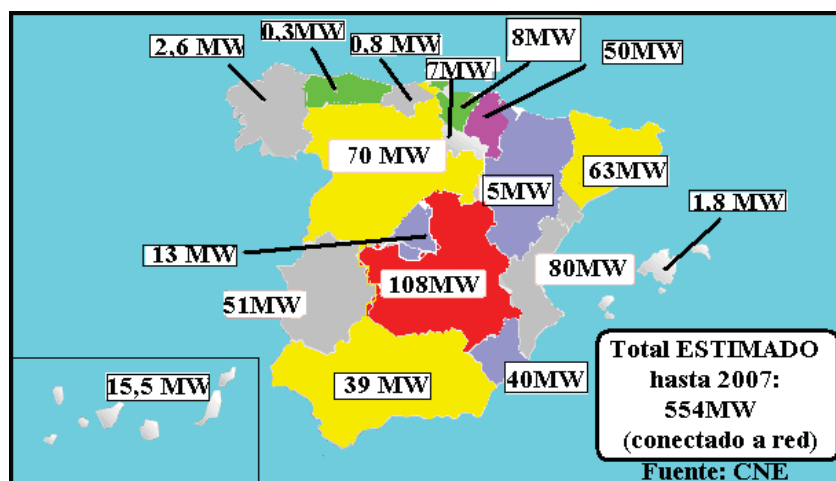 2,6 MW
0,3MW
0,8 MW
8MW
50MW
7MW
70 MW
63MW
5MW
1,8 MW
13 MW
80MW
108MW
51MW
15,5 MW
39 MW
40MW
Total ESTIMADO
hasta 2007:
554MW
(conectado a red)
Fuente: CNE